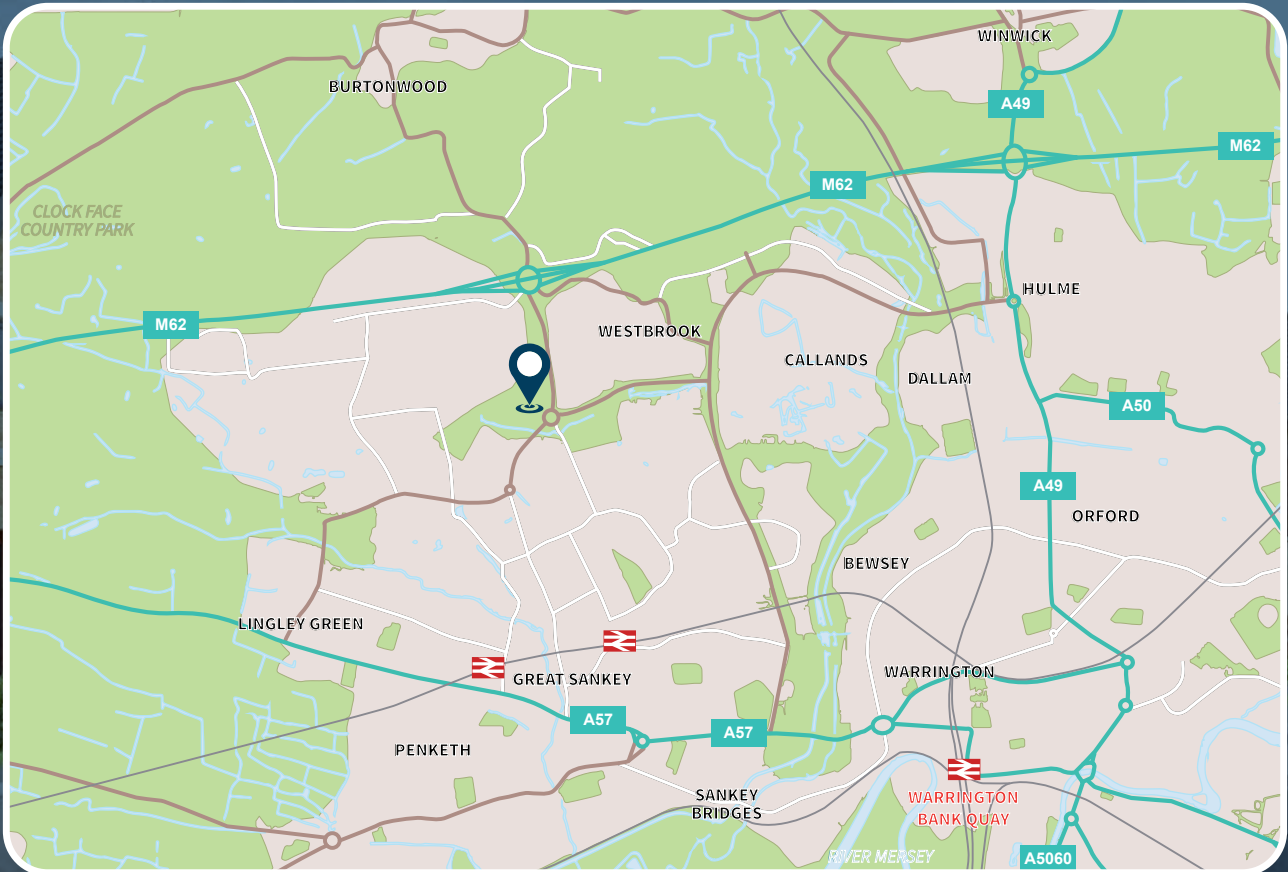 WINWICK
BURTONWOOD
A49
M62
M62
CLOCK FACE
COUNTRY PARK
HULME
M62
WESTBROOK
CALLANDS
DALLAM
A50
A49
ORFORD
BEWSEY
LINGLEY GREEN
WARRINGTON
GREAT SANKEY
A57
A57
PENKETH
SANKEY
BRIDGES
WARRINGTON
BANK QUAY
RIVER MERSEY
A5060